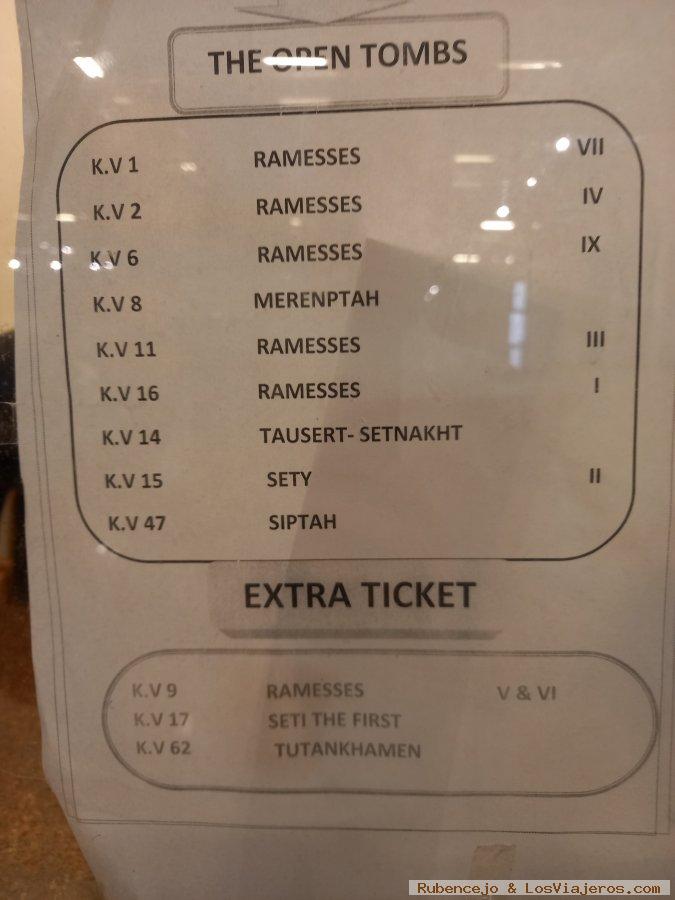 THE OPEN TOMBS
K.V 1 RAMESSES VII
K.V 2 RAMESSES IV
K.V 6 RAMESSES IX
K.V 8 MERENPTAH
K.V 11 RAMESSES III
K.V 16 RAMESSES I
K.V 14 TAUSERT- SETNAKHT
K.V 15 SETY II
K.V 47 SIPTAH
EXTRA TICKET
K.V 9 RAMESSES V & VI
K.V 17 SETI THE FIRST
K.V 62 TUTANKHAMEN
Rubencejo & LosViajeros.com